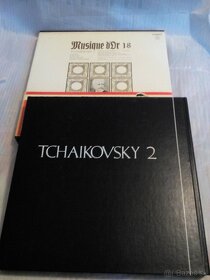 Musique d'Or 18
TCHAIKOVSKY 2